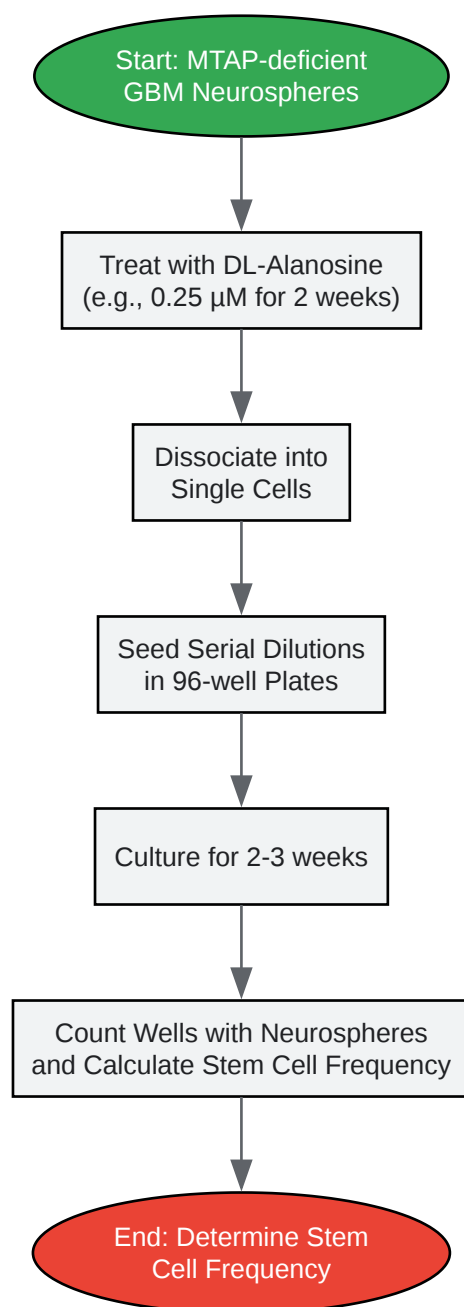 Start: MTAP-deficient
GBM Neurospheres
Treat with DL-Alanosine
(e.g., 0.25 µM for 2 weeks)
Dissociate into
Single Cells
Seed Serial Dilutions
in 96-well Plates
Culture for 2-3 weeks
Count Wells with Neurospheres
and Calculate Stem Cell Frequency
End: Determine Stem
Cell Frequency